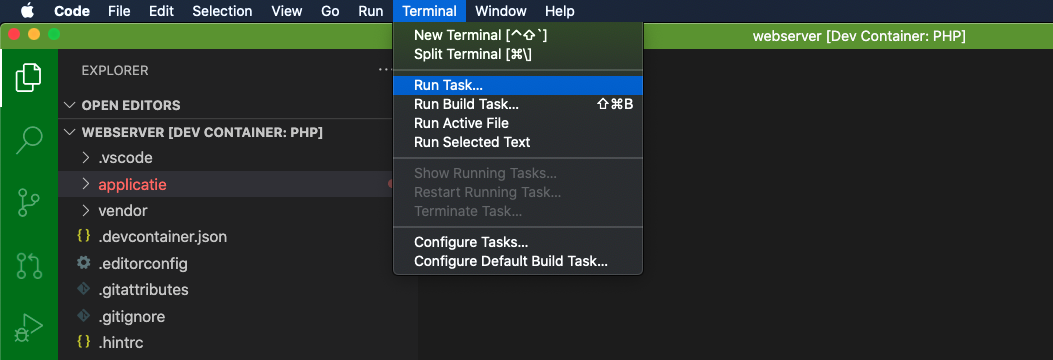 Code File Edit Selection View Go Run Terminal Window Help
webserver [Dev Container: PHP]
New Terminal [^⇧`]
Split Terminal [⌘\]
Run Task...
Run Build Task... ⇧⌘B
Run Active File
Run Selected Text
Show Running Tasks...
Restart Running Task...
Terminate Task...
Configure Tasks...
Configure Default Build Task...
EXPLORER ...
OPEN EDITORS
WEBSERVER [DEV CONTAINER: PHP]
.vscode
applicatie
vendor
{} .devcontainer.json
.editorconfig
.gitattributes
.gitignore
.hintrc